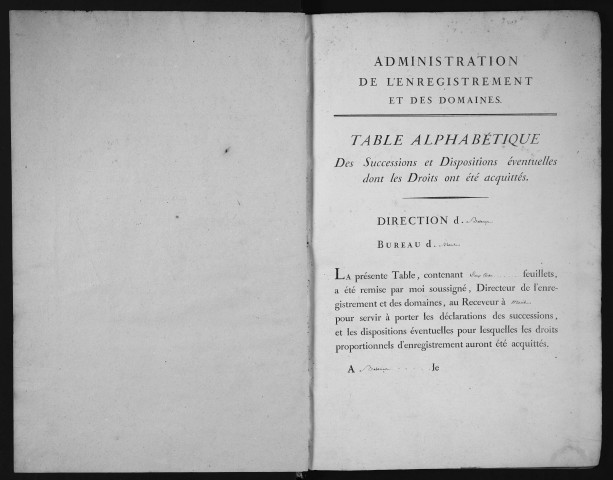 ADMINISTRATION
DE L'ENREGISTREMENT
ET DES DOMAINES.
TABLE ALPHABÉTIQUE
Des Successions et Dispositions éventuelles
dont les Droits ont été acquittés.
DIRECTION d.
BUREAU d.
LA présente Table, contenant feuillets,
a été remise par moi soussigné, Directeur de l'enre-
gistrement et des domaines, au Receveur à
pour servir à porter les déclarations des successions,
et les dispositions éventuelles pour lesquelles les droits
proportionnels d'enregistrement auront été acquittés.
A le